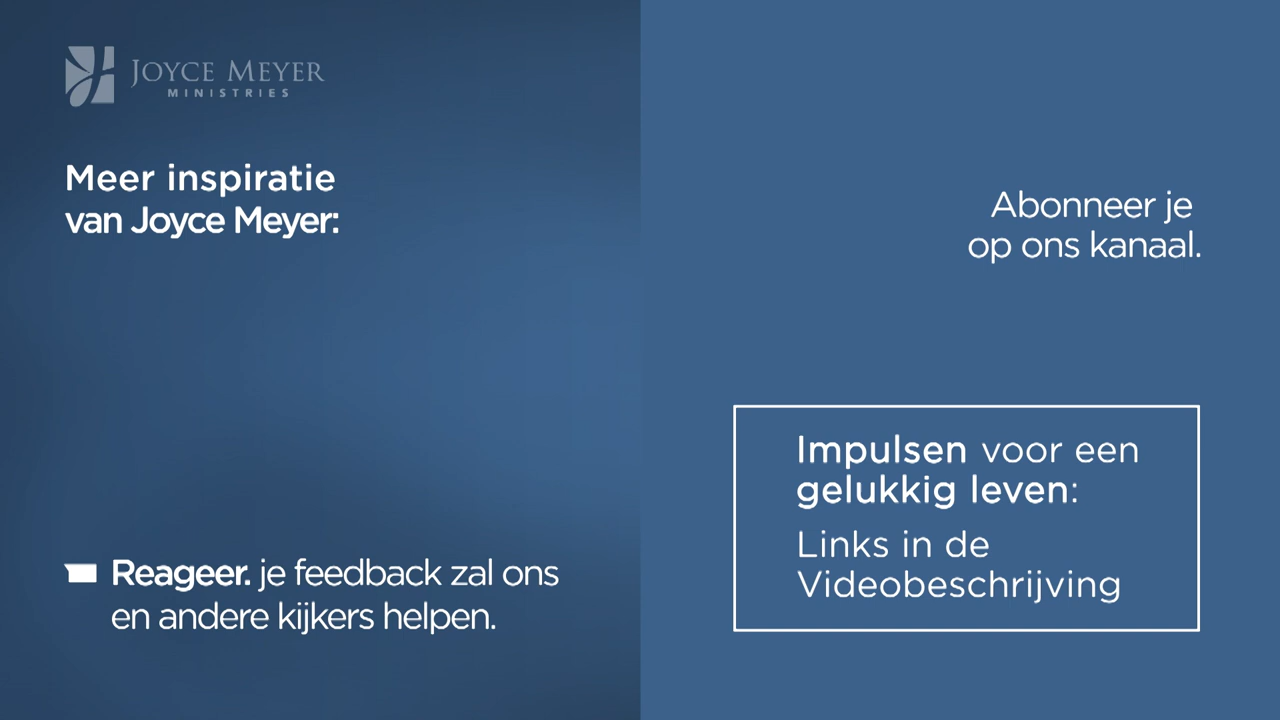 JOYCE MEYER
MINISTRIES
Meer inspiratie
van Joyce Meyer:
Reageer. je feedback zal ons
en andere kijkers helpen.
Abonneer je
op ons kanaal.
Impulsen voor een
gelukkig leven:
Links in de
Videobeschrijving